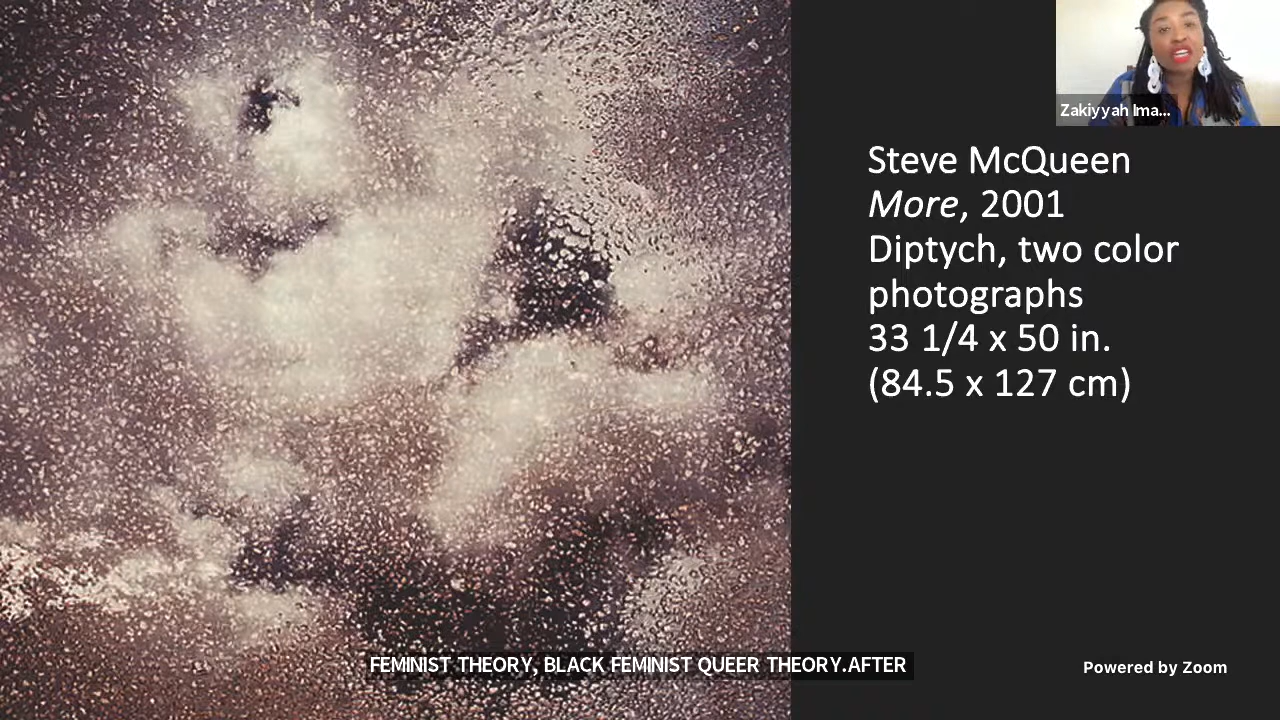 Zakiyyah Ima...
Steve McQueen
More, 2001
Diptych, two color
photographs
33 1/4 x 50 in.
(84.5 x 127 cm)
FEMINIST THEORY, BLACK FEMINIST QUEER THEORY.AFTER
Powered by Zoom